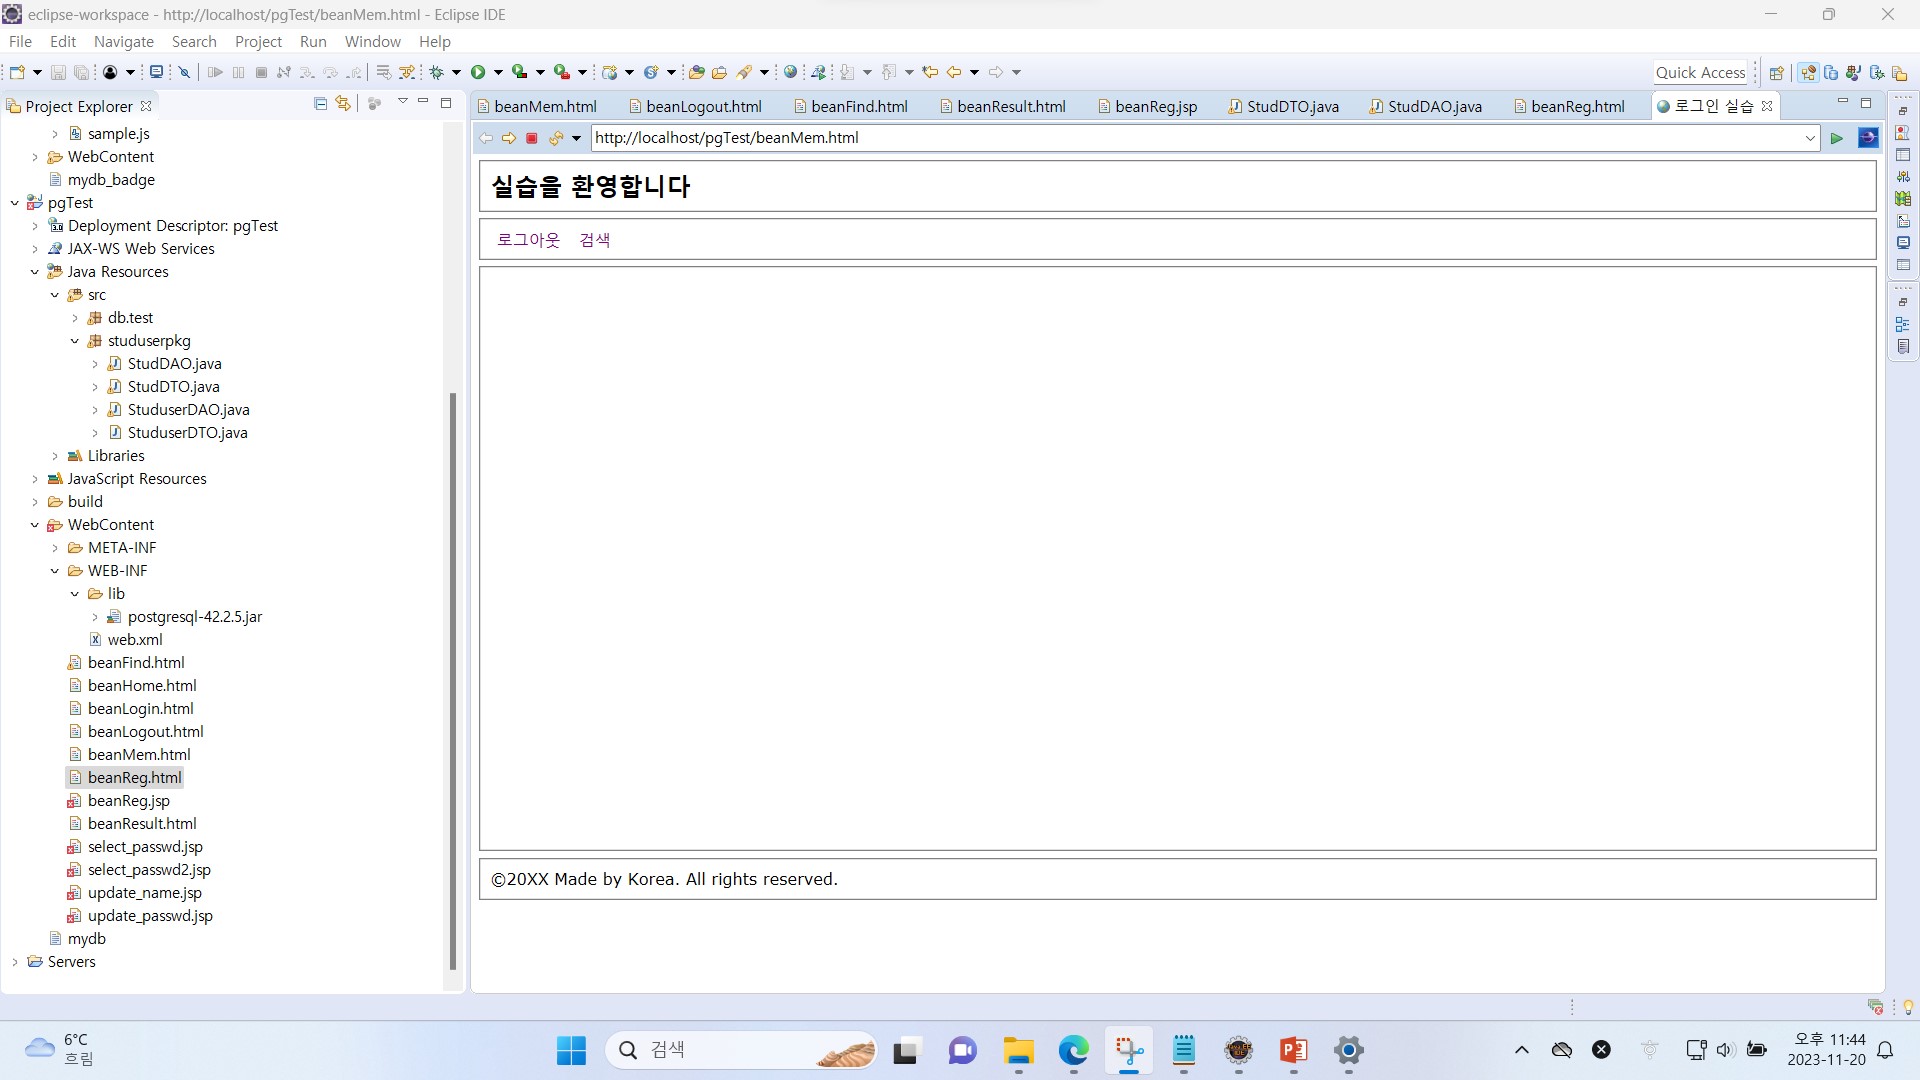 eclipse-workspace - http://localhost/pgTest/beanMem.html - Eclipse IDE
File Edit Navigate Search Project Run Window Help
Quick Access
Project Explorer
sample.js
WebContent
mydb_badge
pgTest
Deployment Descriptor: pgTest
JAX-WS Web Services
Java Resources
src
db.test
studuserpkg
StudDAO.java
StudDTO.java
StuduserDAO.java
StuduserDTO.java
Libraries
JavaScript Resources
build
WebContent
META-INF
WEB-INF
lib
postgresql-42.2.5.jar
web.xml
beanFind.html
beanHome.html
beanLogin.html
beanLogout.html
beanMem.html
beanReg.html
beanReg.jsp
beanResult.html
select_passwd.jsp
select_passwd2.jsp
update_name.jsp
update_passwd.jsp
mydb
Servers
beanMem.html beanLogout.html beanFind.html beanResult.html beanReg.jsp StudDTO.java StudDAO.java beanReg.html 로그인 실습
http://localhost/pgTest/beanMem.html
실습을 환영합니다
로그아웃 검색
©20XX Made by Korea. All rights reserved.
6°C
흐림
검색
오후 11:44
2023-11-20